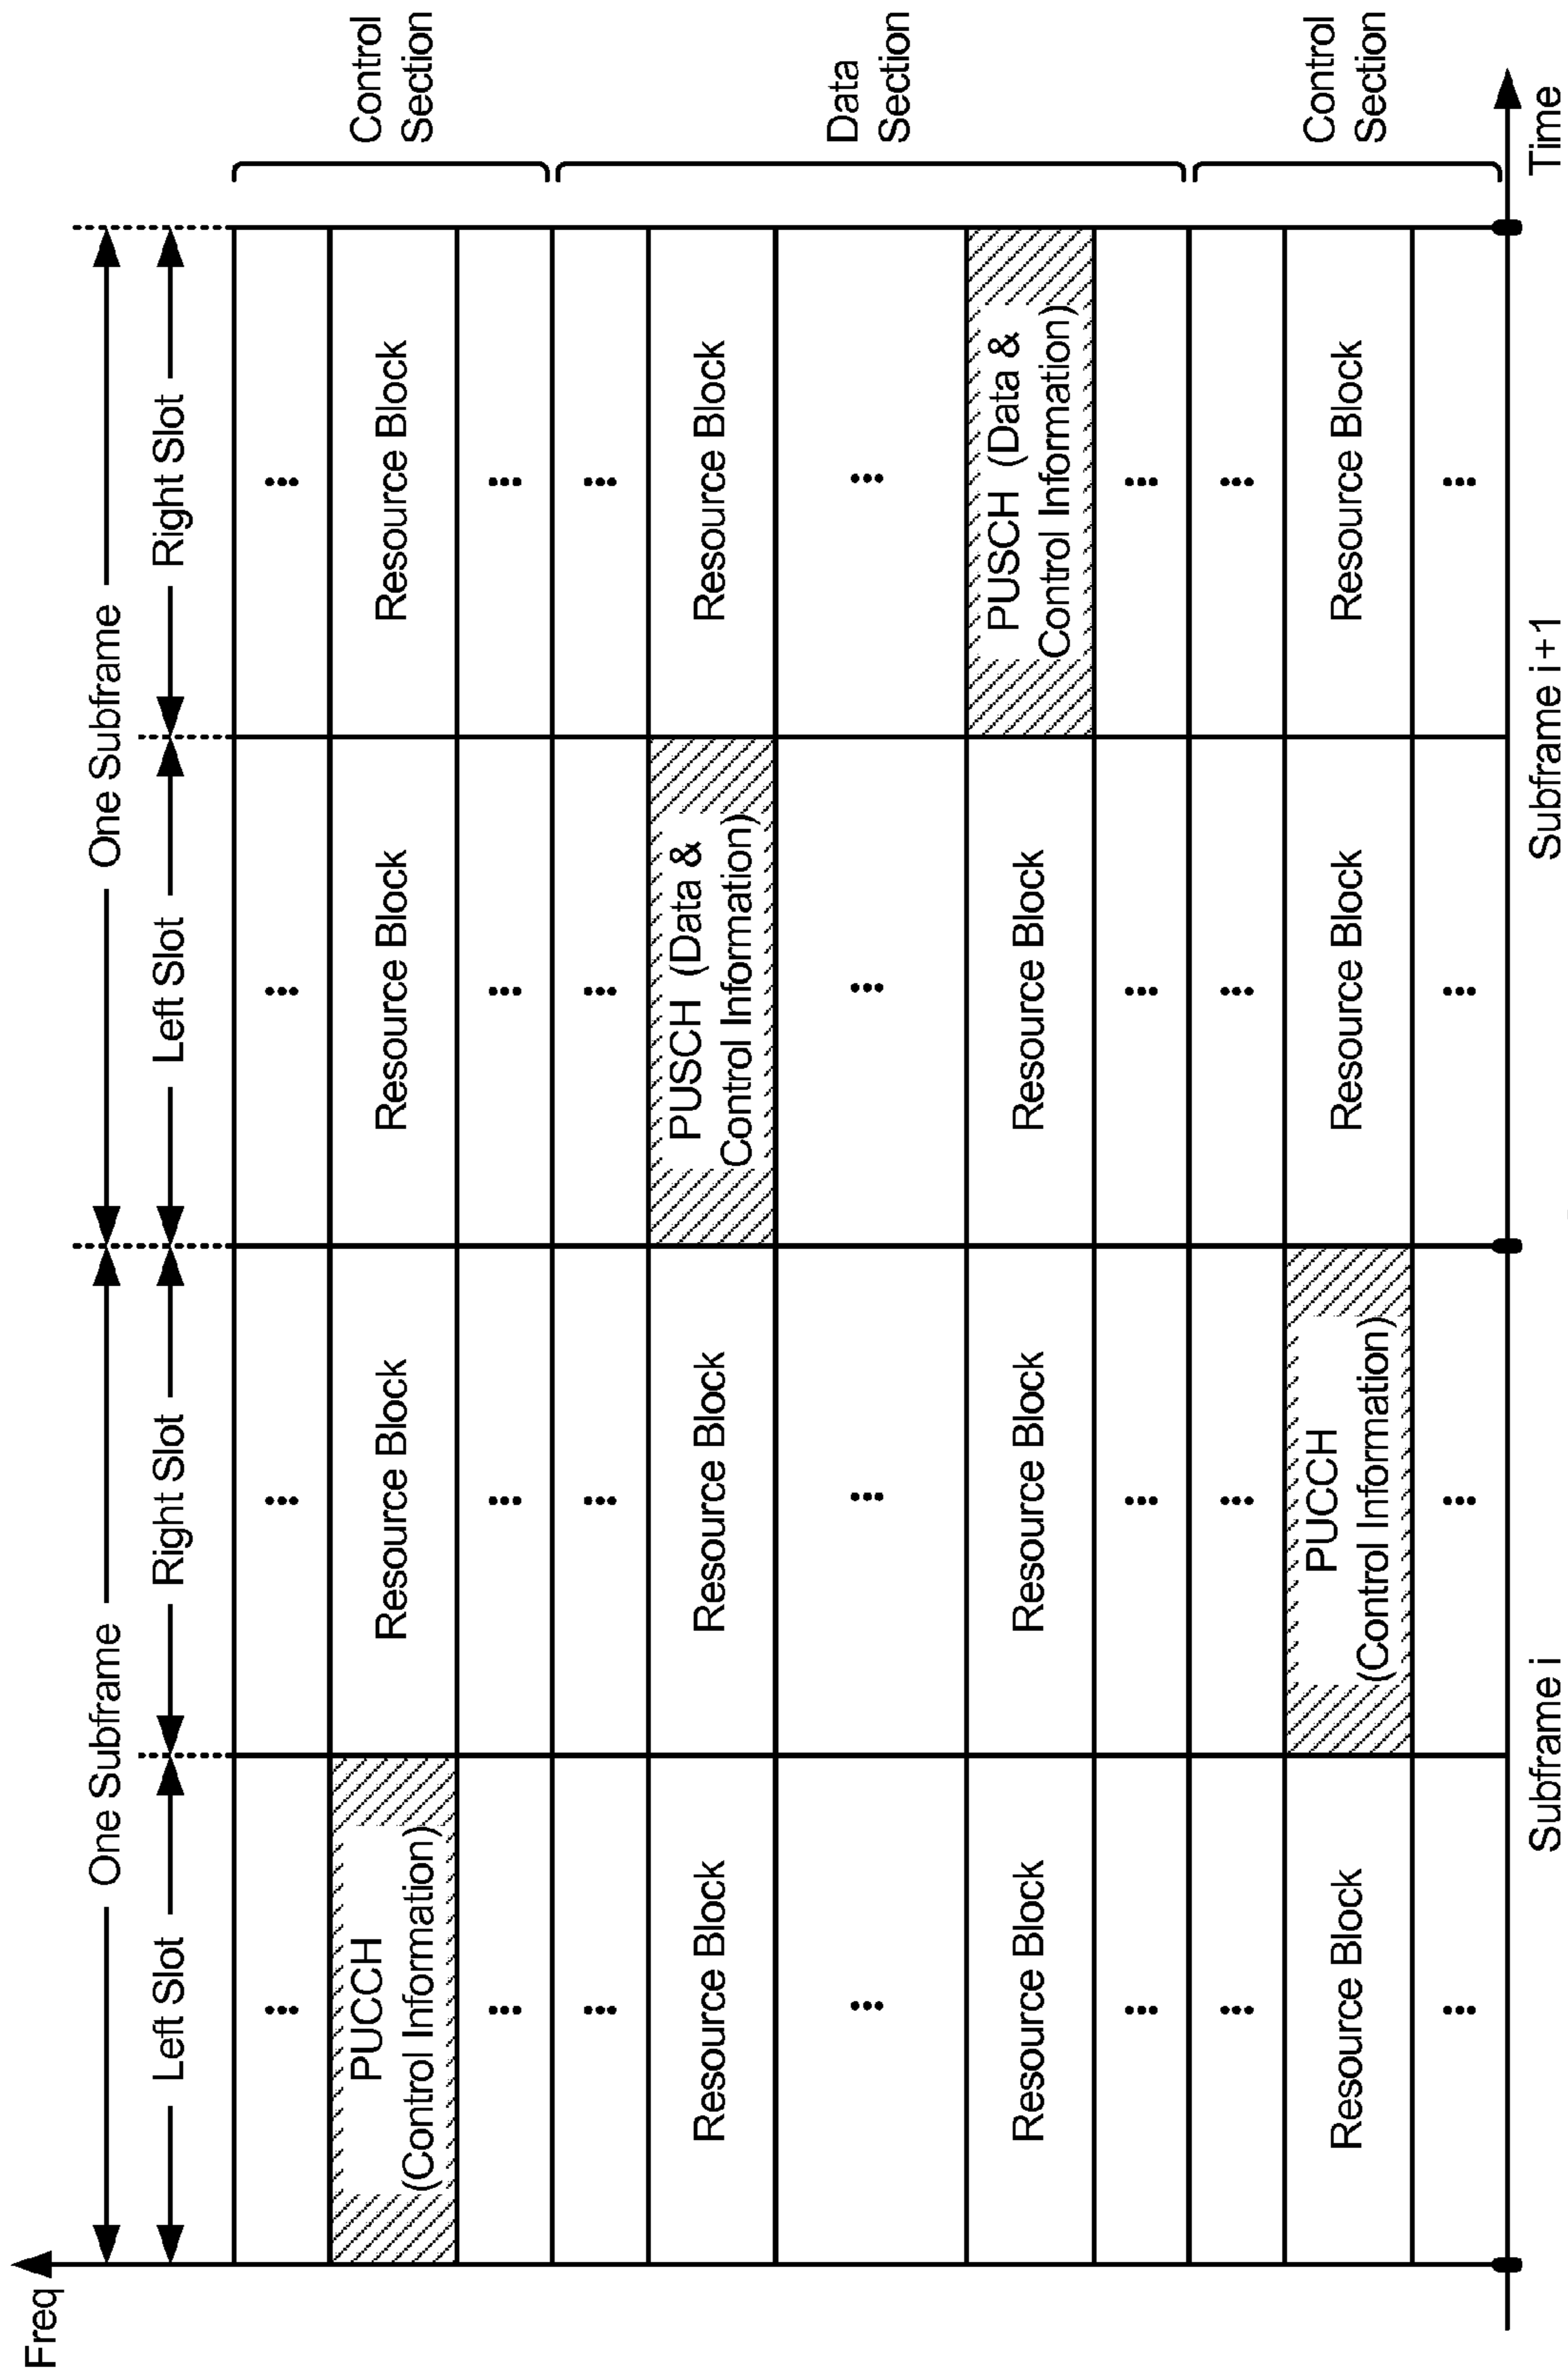 Freq
One Subframe
One Subframe
Left Slot
Right Slot
Left Slot
Right Slot
PUCCH
(Control Information)
Resource Block
Resource Block
Resource Block
Control
Section
Resource Block
Resource Block
PUSCH (Data &
Control Information)
Resource Block
Data
Section
Resource Block
Resource Block
Resource Block
PUSCH (Data &
Control Information)
Resource Block
PUCCH
(Control Information)
Resource Block
Resource Block
Control
Section
Subframe i
Subframe i+1
Time